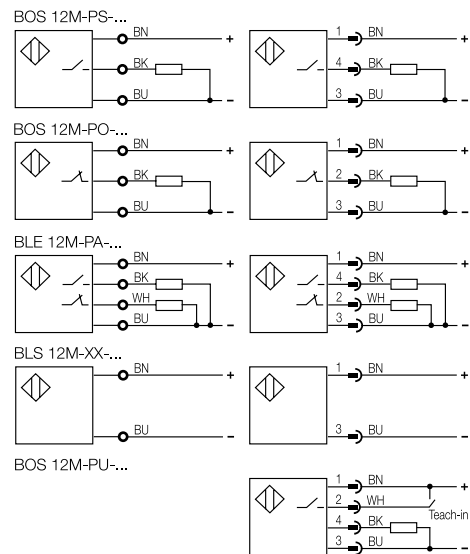 BOS 12M-PS-...
BN +
BK
BU -
1 BN +
4 BK
3 BU -
BOS 12M-PO-...
BN +
BK
BU -
1 BN +
2 BK
3 BU -
BLE 12M-PA-...
BN +
BK
WH
BU -
1 BN +
4 BK
2 WH
3 BU -
BLS 12M-XX-...
BN +
BU -
1 BN +
3 BU -
BOS 12M-PU-...
1 BN +
2 WH
Teach-in
4 BK
3 BU -